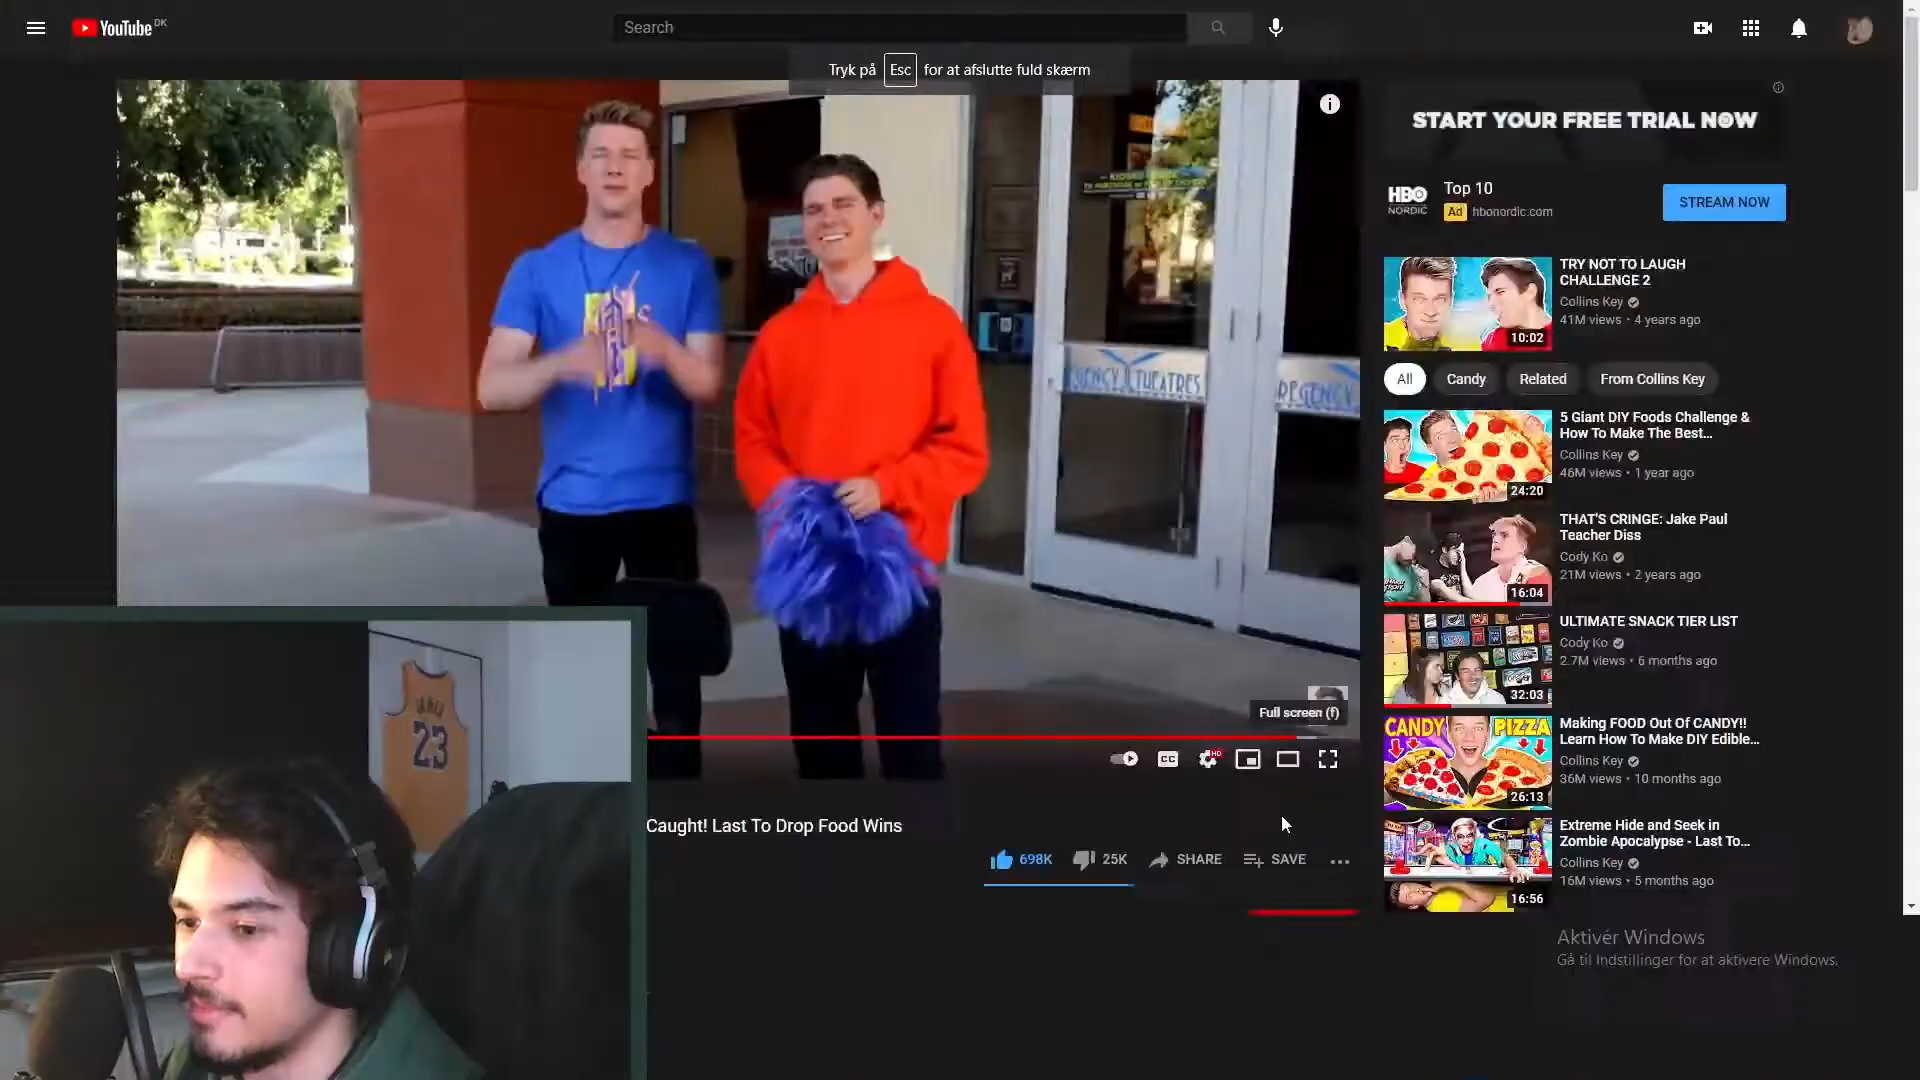 YouTube DK
Search
Tryk på Esc for at afslutte fuld skærm
REGENCY THEATRES
REGENCY
JAMES
23
Full screen (f)
CC
HD
Caught! Last To Drop Food Wins
698K
25K
SHARE
SAVE
START YOUR FREE TRIAL NOW
HBO
NORDIC
Top 10
Ad hbonordic.com
STREAM NOW
TRY NOT TO LAUGH
CHALLENGE 2
Collins Key
41M views • 4 years ago
10:02
All
Candy
Related
From Collins Key
5 Giant DIY Foods Challenge &
How To Make The Best...
Collins Key
46M views • 1 year ago
24:20
THAT'S CRINGE: Jake Paul
Teacher Diss
Cody Ko
21M views • 2 years ago
16:04
ULTIMATE SNACK TIER LIST
Cody Ko
2.7M views • 6 months ago
32:03
CANDY PIZZA
Making FOOD Out Of CANDY!!
Learn How To Make DIY Edible...
Collins Key
36M views • 10 months ago
26:13
Extreme Hide and Seek in
Zombie Apocalypse - Last To...
Collins Key
16M views • 5 months ago
16:56
Aktivér Windows
Gå til Indstillinger for at aktivere Windows.